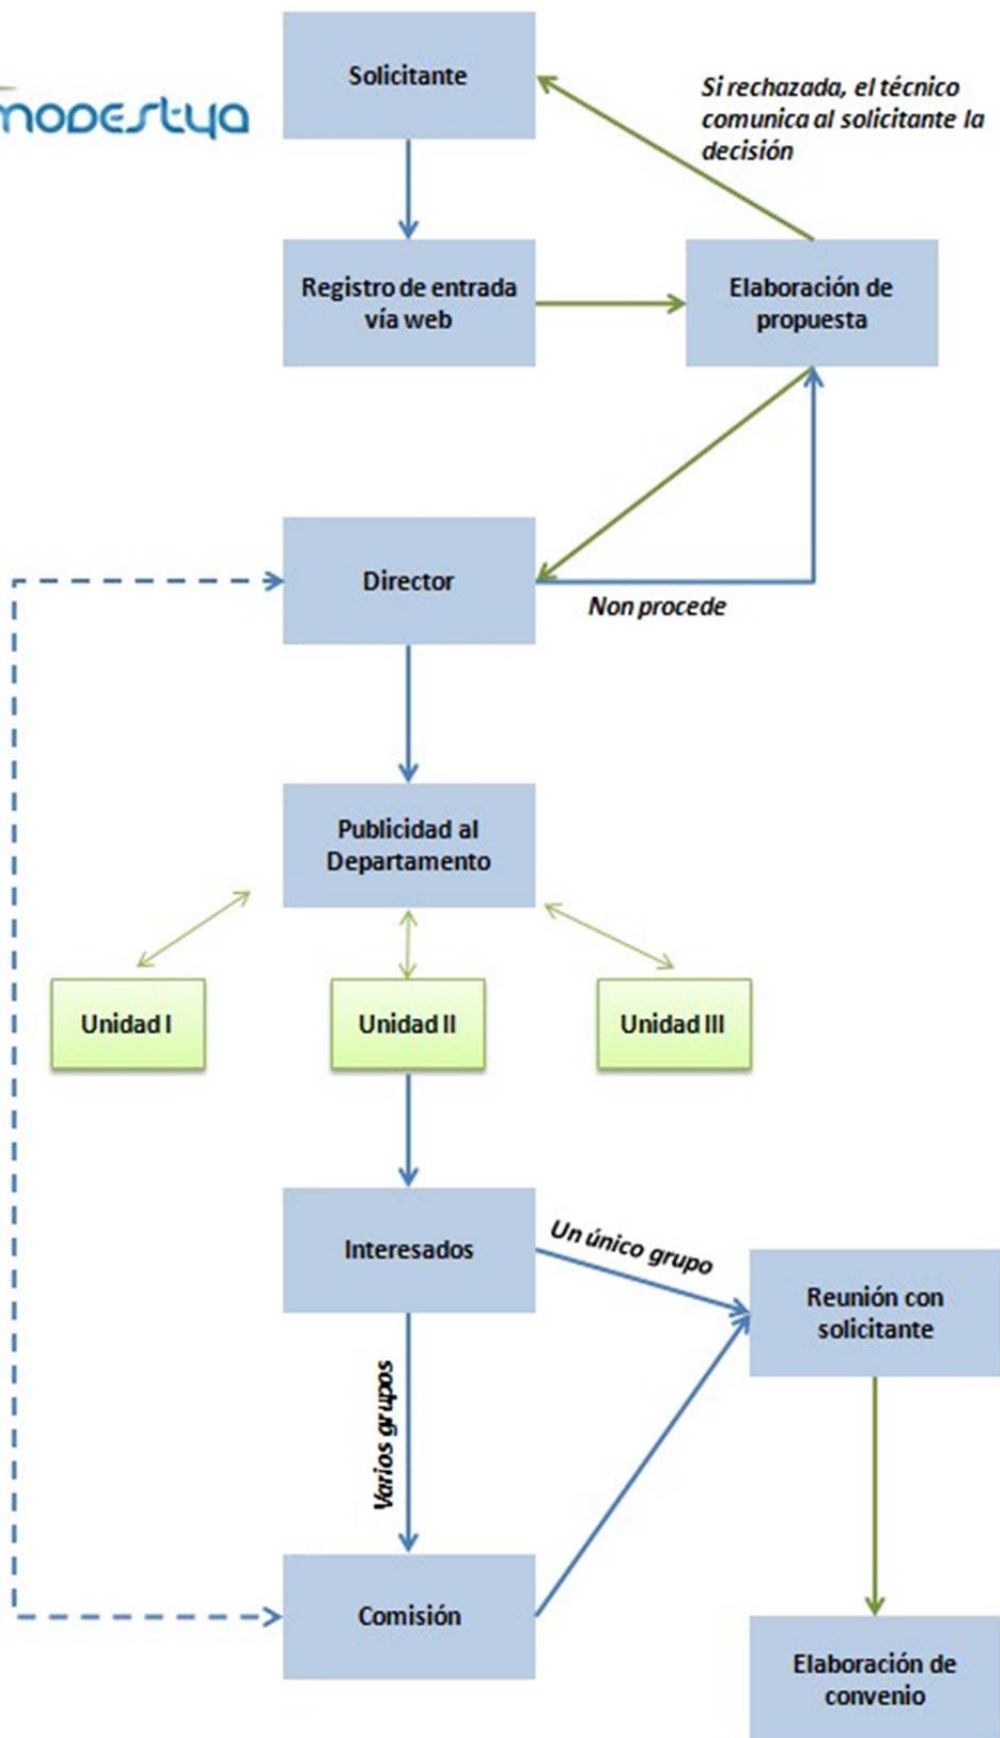 Solicitante
Si rechazada, el técnico
comunica al solicitante la
decisión
modestya
Registro de entrada
vía web
Elaboración de
propuesta
Director
Non procede
Publicidad al
Departamento
Unidad I
Unidad II
Unidad III
Interesados
Un único grupo
Reunión con
solicitante
Varios grupos
Comisión
Elaboración de
convenio